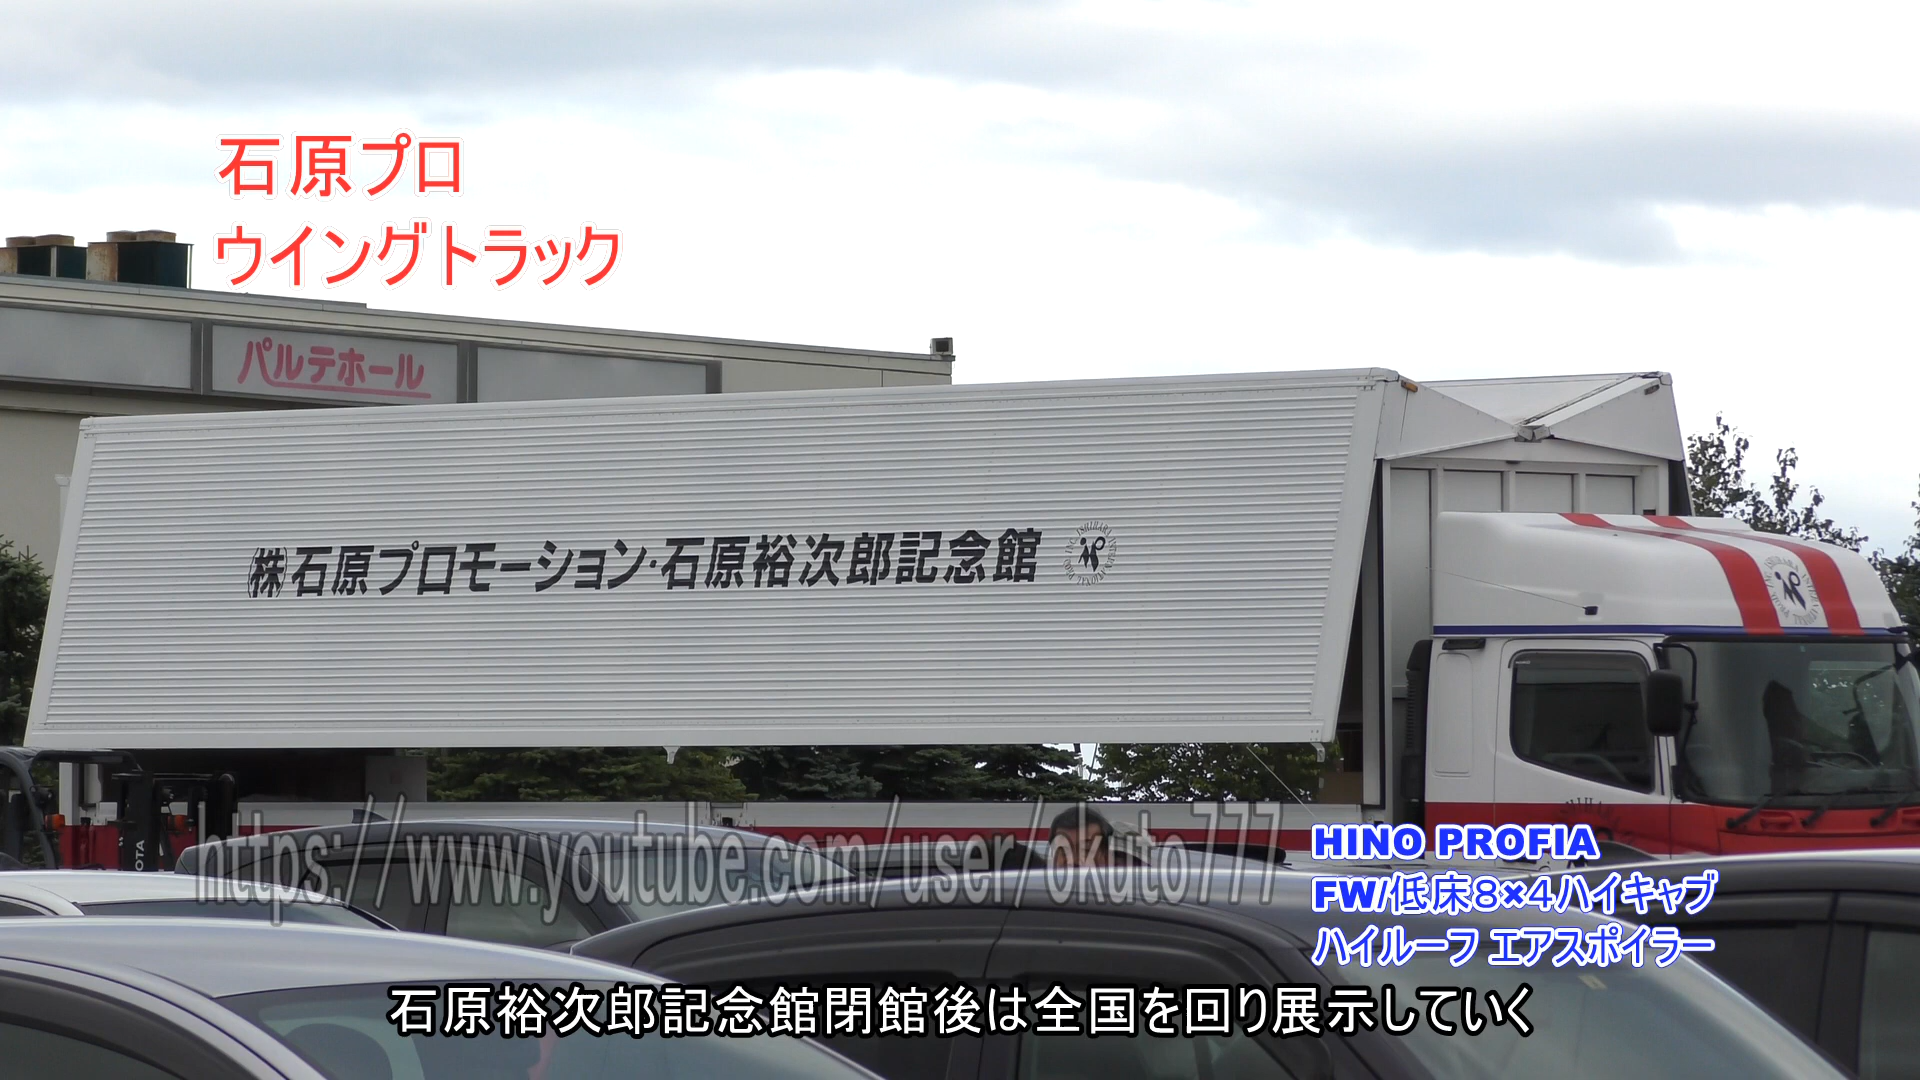 石原プロ
ウイングトラック
パルテホール
㈱石原プロモーション・石原裕次郎記念館
ISHIHARA INTERNATIONAL PRO. INC.
https://www.youtube.com/user/okuto777
HINO PROFIA
FW/低床8×4ハイキャブ
ハイルーフ エアスポイラー
石原裕次郎記念館閉館後は全国を回り展示していく